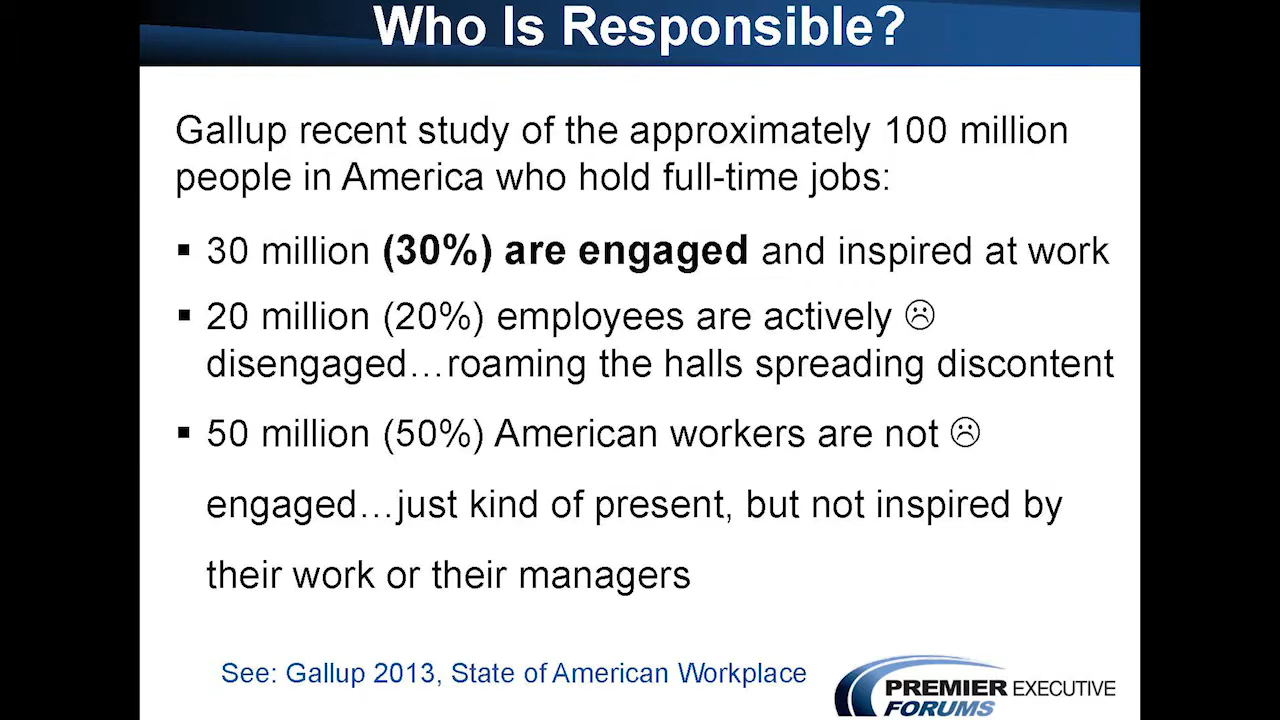 Who Is Responsible?
Gallup recent study of the approximately 100 million
people in America who hold full-time jobs:
▪ 30 million (30%) are engaged and inspired at work
▪ 20 million (20%) employees are actively ☹
disengaged…roaming the halls spreading discontent
▪ 50 million (50%) American workers are not ☹
engaged…just kind of present, but not inspired by
their work or their managers
See: Gallup 2013, State of American Workplace
PREMIER EXECUTIVE
FORUMS